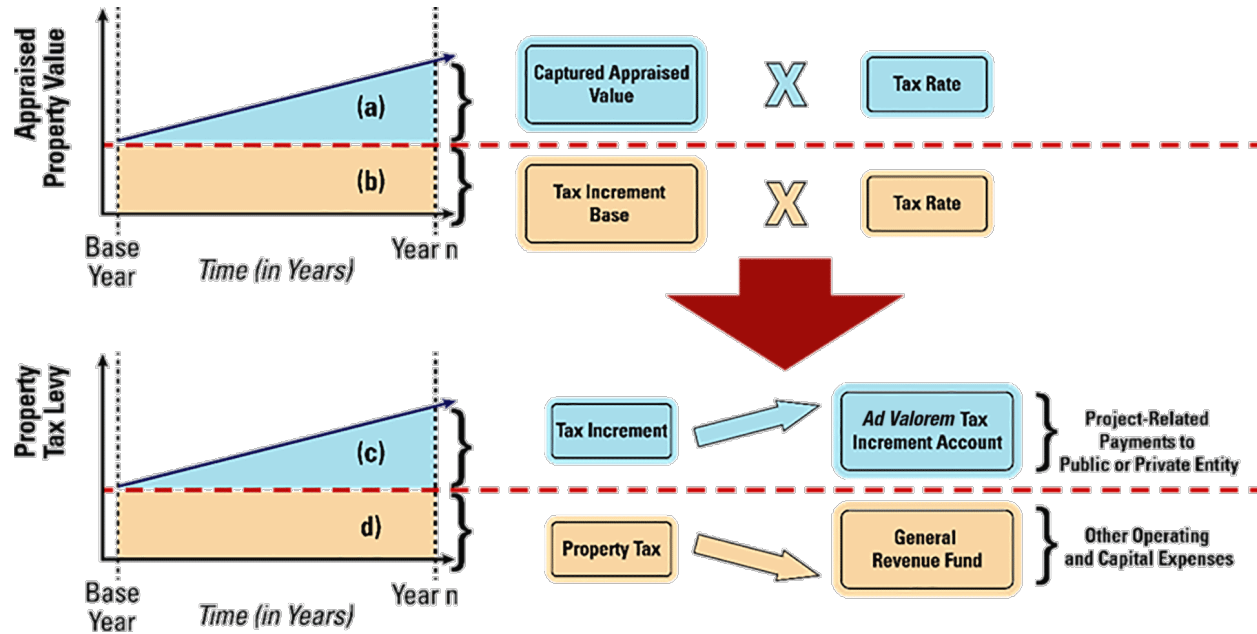 Appraised
Property Value
(a)
(b)
Base
Year
Time (in Years)
Year n
Captured Appraised
Value
X
Tax Rate
Tax Increment
Base
X
Tax Rate
Property
Tax Levy
(c)
d)
Base
Year
Time (in Years)
Year n
Tax Increment
Ad Valorem Tax
Increment Account
Project-Related
Payments to
Public or Private Entity
Property Tax
General
Revenue Fund
Other Operating
and Capital Expenses